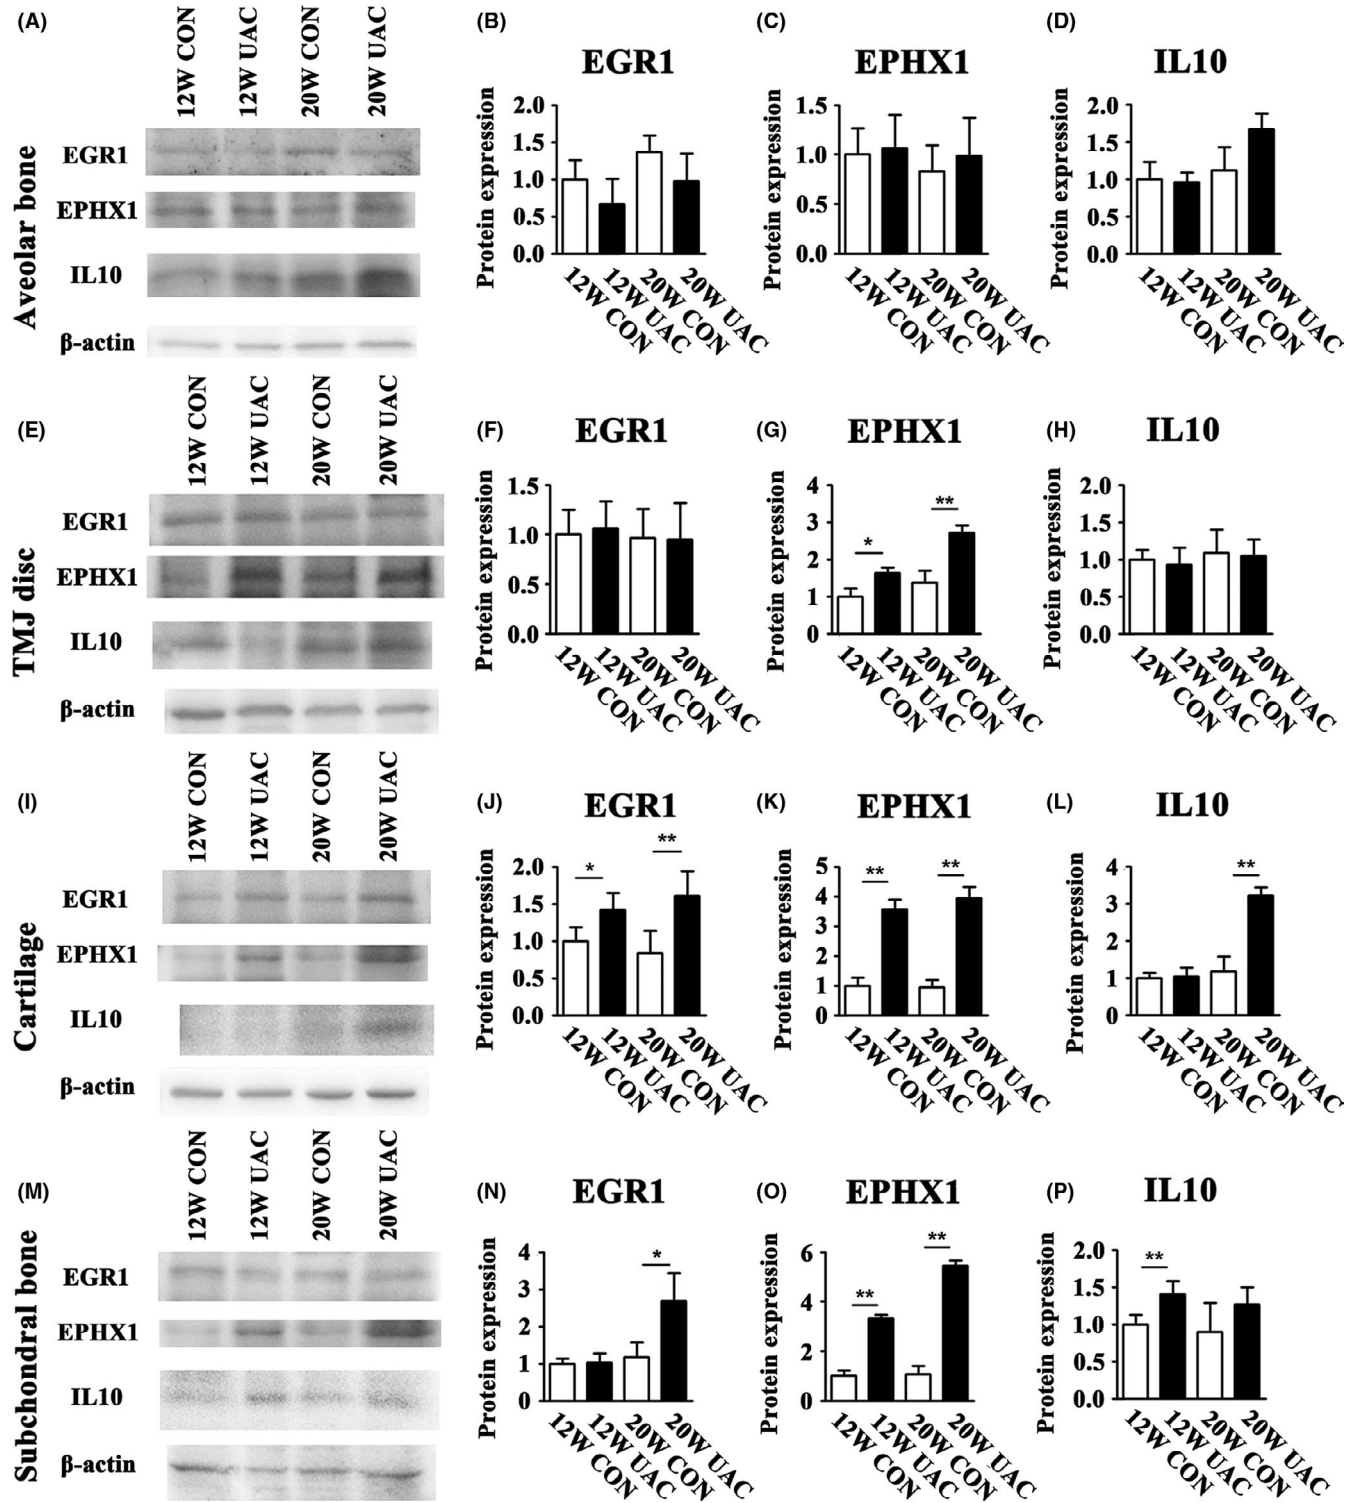 (A)
12W CON
12W UAC
20W CON
20W UAC
Aveolar bone
EGR1
EPHX1
IL10
β-actin
(B)
EGR1
Protein expression
2.0
1.5
1.0
0.5
0.0
12W CON
12W UAC
20W CON
20W UAC
(C)
EPHX1
Protein expression
1.5
1.0
0.5
0.0
12W CON
12W UAC
20W CON
20W UAC
(D)
IL10
Protein expression
2.0
1.5
1.0
0.5
0.0
12W CON
12W UAC
20W CON
20W UAC
(E)
12W CON
12W UAC
20W CON
20W UAC
TMJ disc
EGR1
EPHX1
IL10
β-actin
(F)
EGR1
Protein expression
1.5
1.0
0.5
0.0
12W CON
12W UAC
20W CON
20W UAC
(G)
EPHX1
Protein expression
4
3
2
1
0
*
**
12W CON
12W UAC
20W CON
20W UAC
(H)
IL10
Protein expression
2.0
1.5
1.0
0.5
0.0
12W CON
12W UAC
20W CON
20W UAC
(I)
12W CON
12W UAC
20W CON
20W UAC
Cartilage
EGR1
EPHX1
IL10
β-actin
(J)
EGR1
Protein expression
2.0
1.5
1.0
0.5
0.0
*
**
12W CON
12W UAC
20W CON
20W UAC
(K)
EPHX1
Protein expression
5
4
3
2
1
0
**
**
12W CON
12W UAC
20W CON
20W UAC
(L)
IL10
Protein expression
4
3
2
1
0
**
12W CON
12W UAC
20W CON
20W UAC
(M)
12W CON
12W UAC
20W CON
20W UAC
Subchondral bone
EGR1
EPHX1
IL10
β-actin
(N)
EGR1
Protein expression
4
3
2
1
0
*
12W CON
12W UAC
20W CON
20W UAC
(O)
EPHX1
Protein expression
6
4
2
0
**
**
12W CON
12W UAC
20W CON
20W UAC
(P)
IL10
Protein expression
2.0
1.5
1.0
0.5
0.0
**
12W CON
12W UAC
20W CON
20W UAC